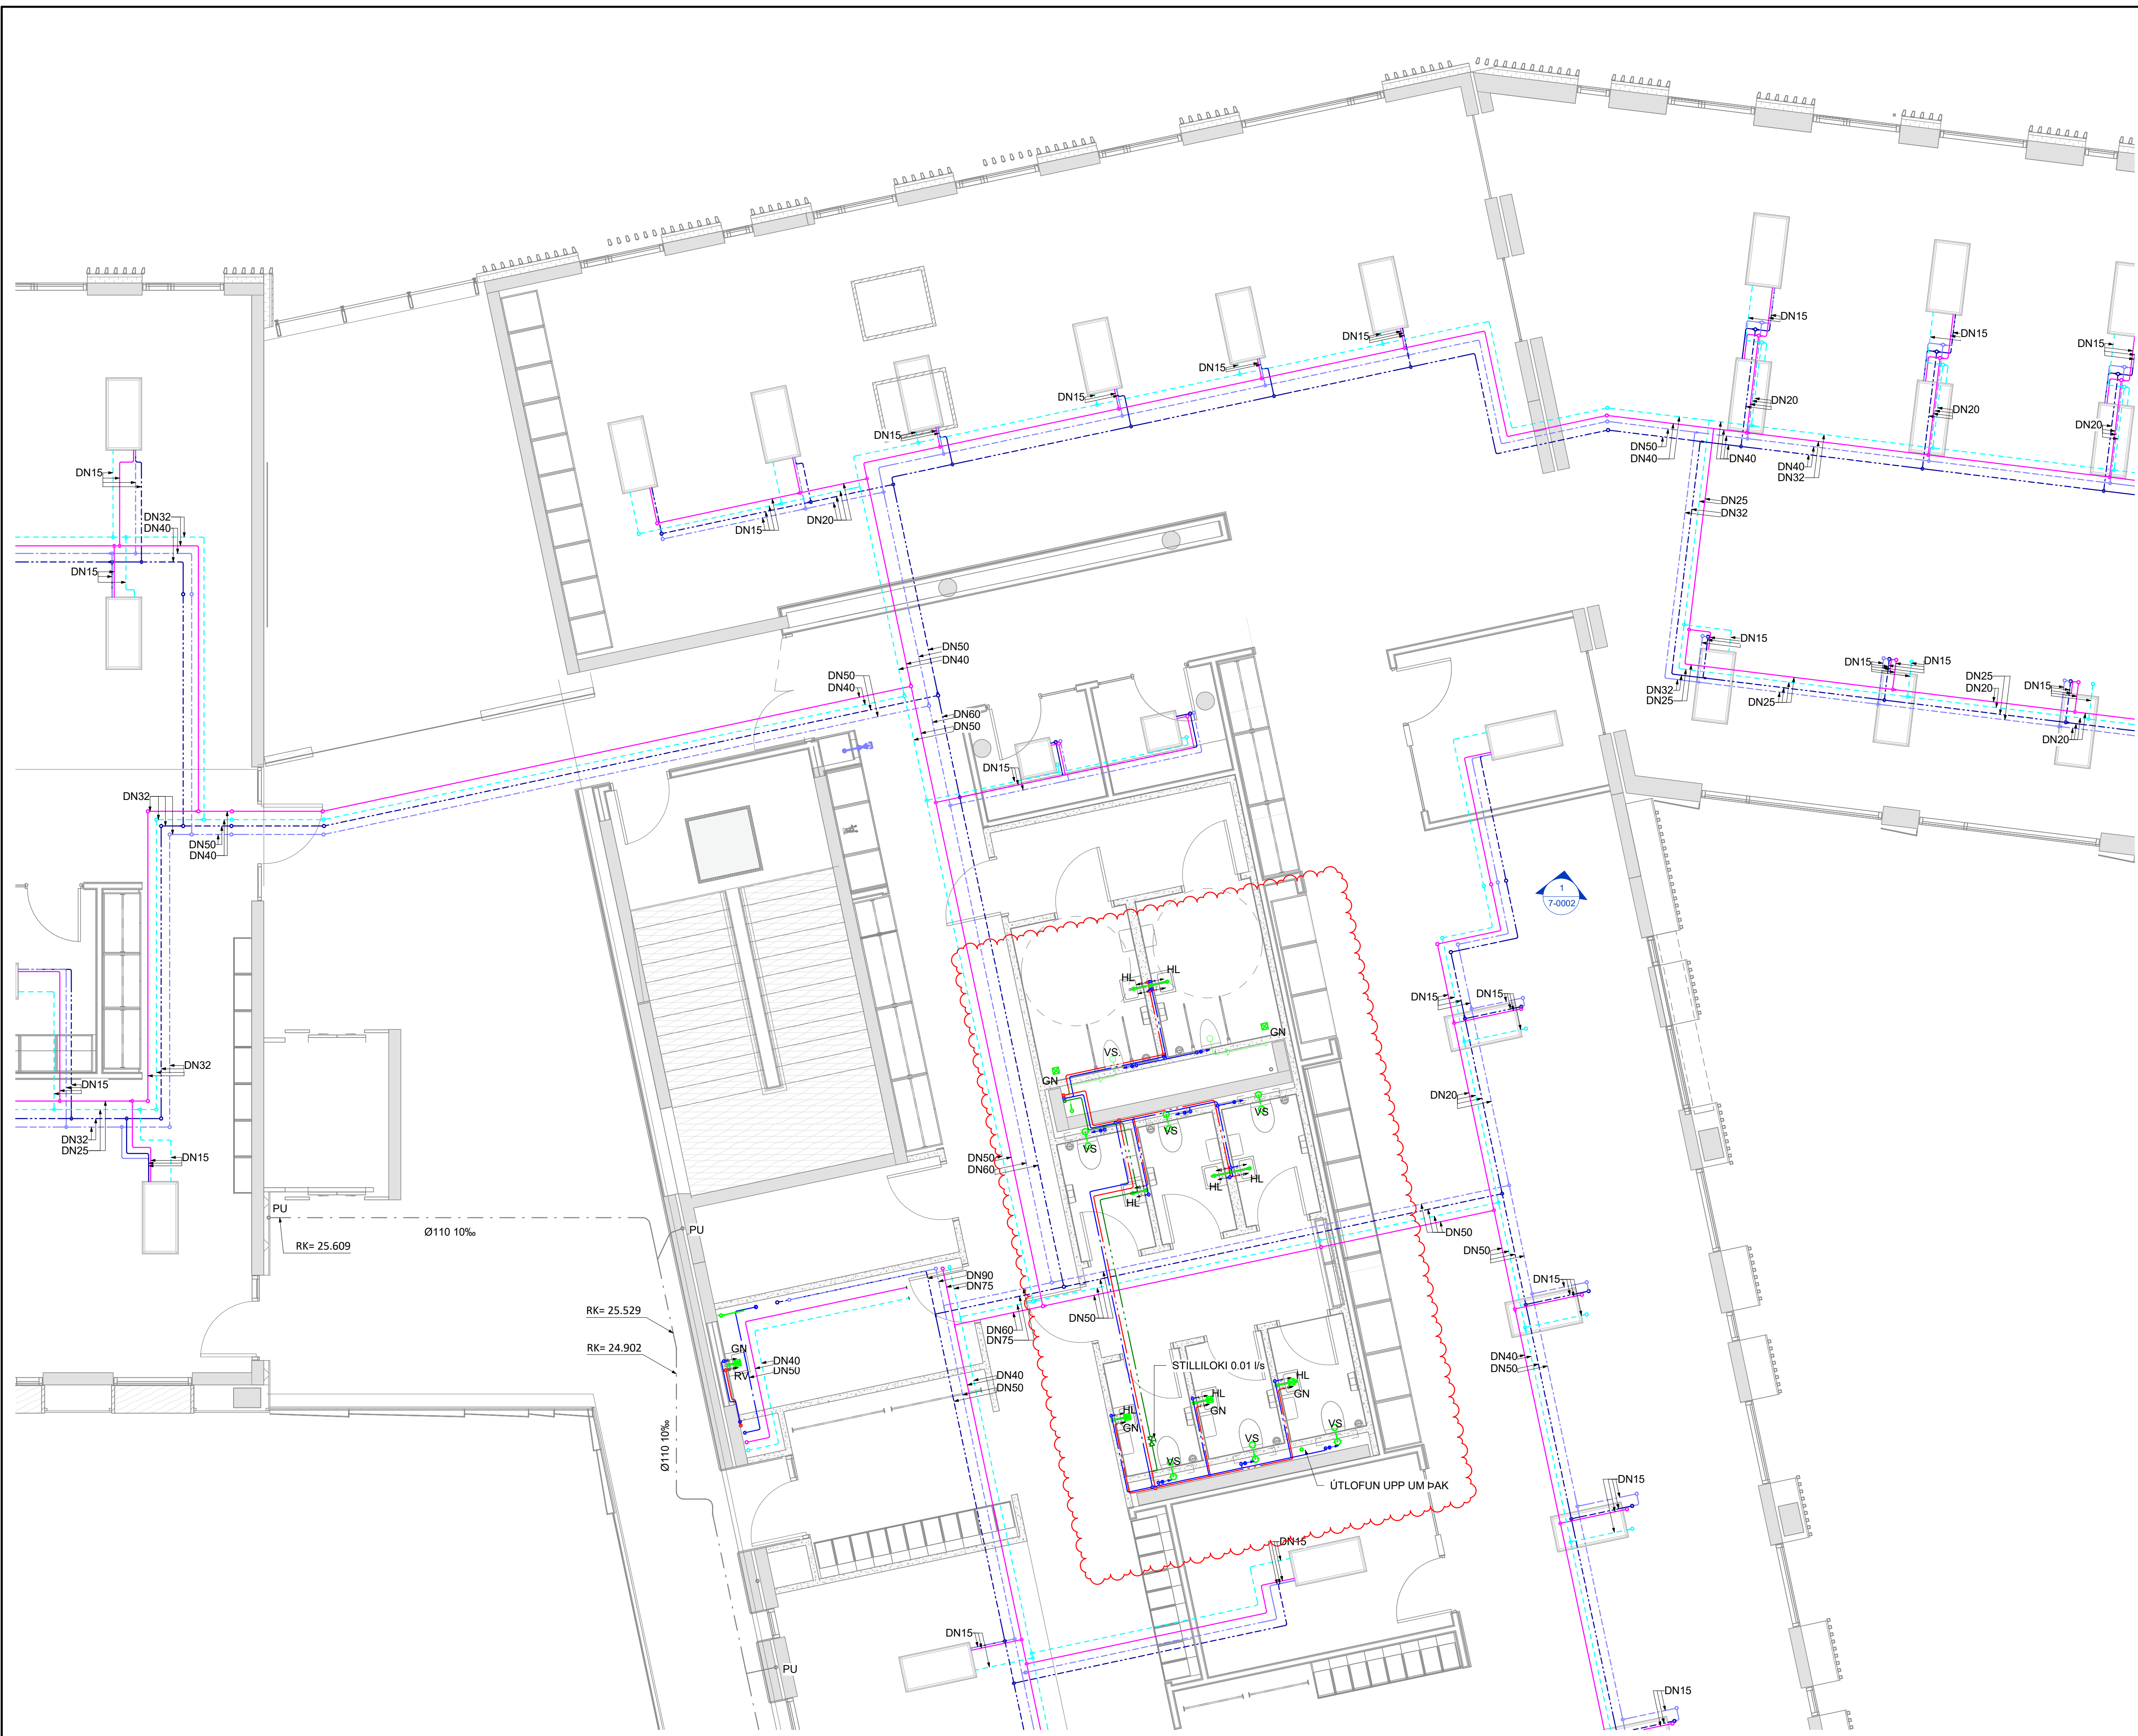 DN15
DN15
DN15
DN15
DN15
DN15
DN15
DN15
DN20
DN20
DN20
DN50
DN40
DN40
DN40
DN32
DN15
DN32
DN40
DN15
DN15
DN20
DN25
DN32
DN50
DN40
DN50
DN40
DN60
DN50
DN15
DN15
DN15
DN15
DN25
DN20
DN15
DN32
DN25
DN25
DN20
DN32
DN50
DN40
1
7-0002
HL
HL
DN15
DN15
GN
VS
GN
DN20
VS
VS
VS
DN32
DN15
DN32
DN25
DN15
DN50
DN60
HL
HL
HL
PU
RK= 25.609
Ø110 10‰
PU
DN50
DN50
DN15
DN90
DN75
RK= 25.529
RK= 24.902
DN60
DN75
DN50
GN
RV
DN40
DN50
DN40
DN50
STILLILOKI 0.01 l/s
DN40
DN50
HL
GN
HL
GN
HL
GN
VS
VS
VS
Ø110 10‰
ÚTLOFUN UPP UM ÞAK
DN15
DN15
DN15
PU
DN15